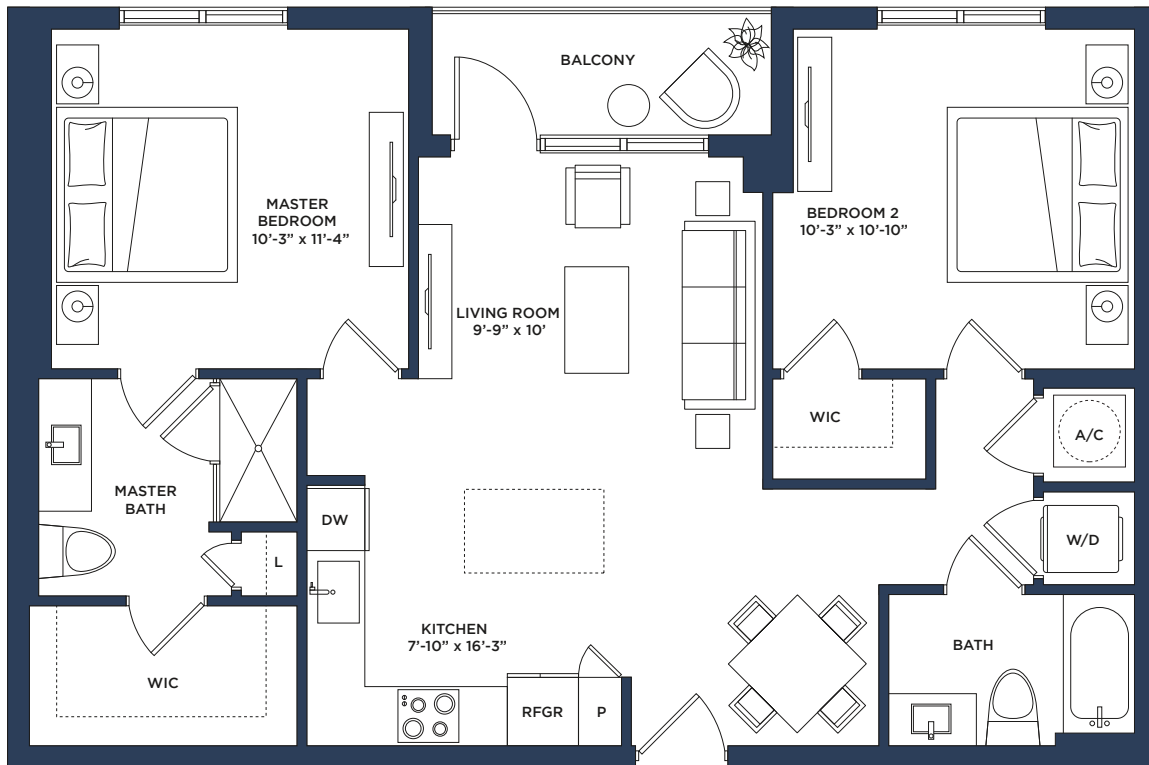 BALCONY
MASTER
BEDROOM
10’-3” x 11’-4”
BEDROOM 2
10’-3” x 10’-10”
LIVING ROOM
9’-9” x 10’
WIC
A/C
MASTER
BATH
DW
W/D
L
KITCHEN
7’-10” x 16’-3”
BATH
WIC
RFGR
P